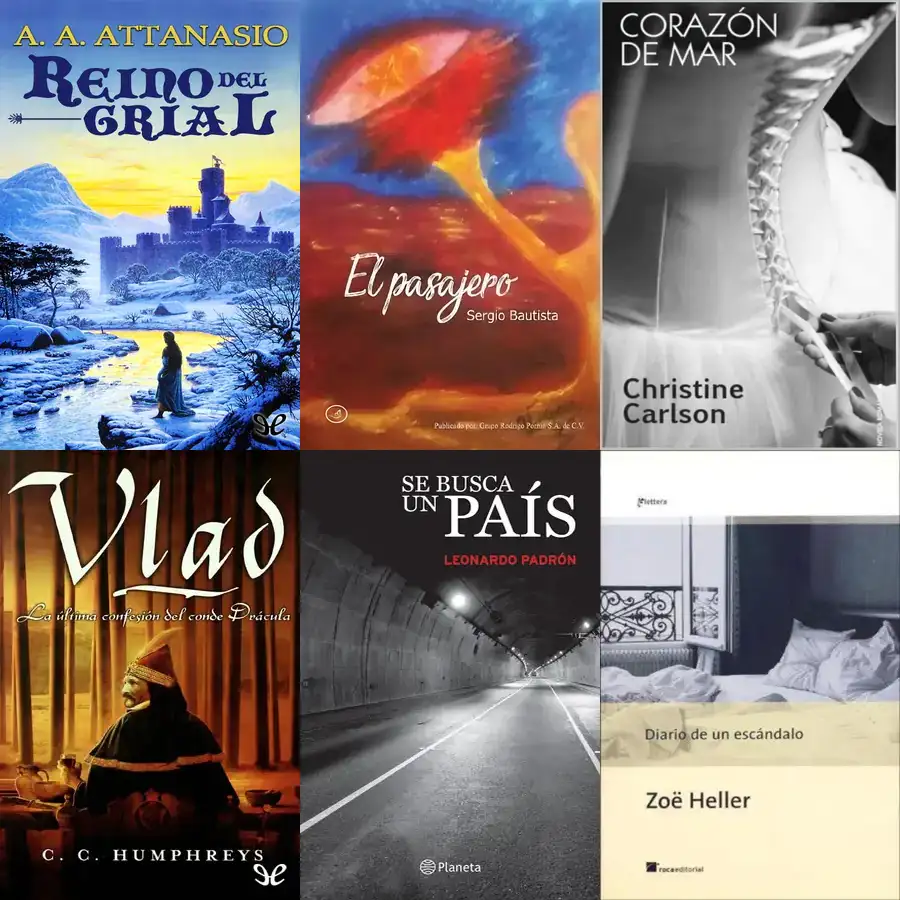 A. A. ATTANASIO
REINO DEL
GRIAL
El pasajero
Sergio Bautista
Publicado por: Grupo Rodrigo Porrúa S.A. de C.V.
CORAZÓN
DE MAR
Christine
Carlson
Vlad
La última confesión del conde Drácula
C. C. HUMPHREYS
SE BUSCA
UN PAÍS
LEONARDO PADRÓN
Planeta
lettera
Diario de un escándalo
Zoë Heller
rocaeditorial